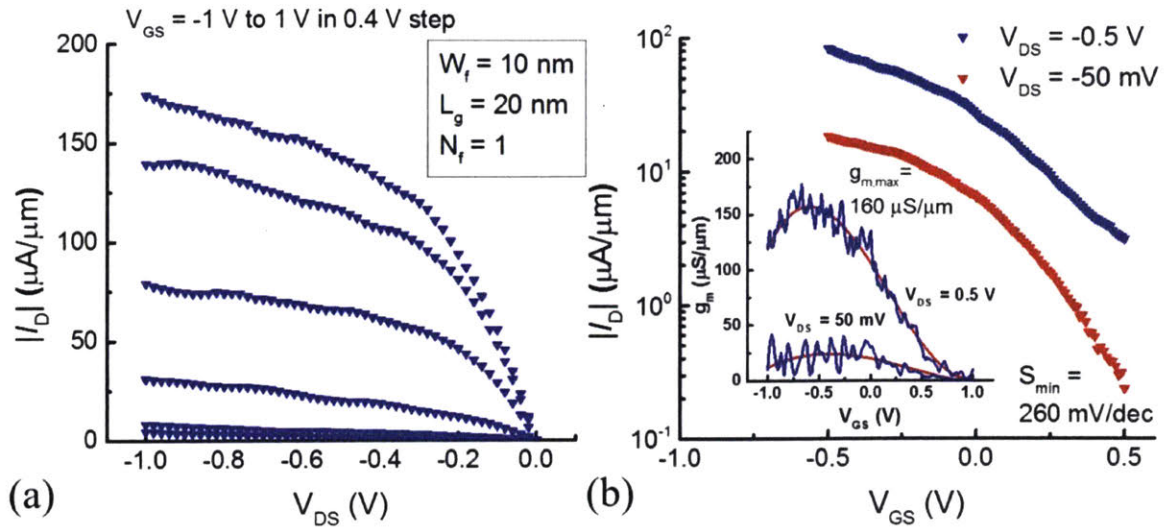 V_GS = -1 V to 1 V in 0.4 V step
200
150
100
50
0
|I_D| (μA/μm)
W_f = 10 nm
L_g = 20 nm
N_f = 1
-1.0 -0.8 -0.6 -0.4 -0.2 0.0
V_DS (V)
(a)
10^2
10^1
10^0
10^-1
|I_D| (μA/μm)
V_DS = -0.5 V
V_DS = -50 mV
200
150
100
50
0
g_m (μS/μm)
g_m,max =
160 μS/μm
V_DS = 0.5 V
V_DS = 50 mV
-1.0 -0.5 0.0 0.5 1.0
V_GS (V)
S_min =
260 mV/dec
-0.5 0.0 0.5
V_GS (V)
(b)